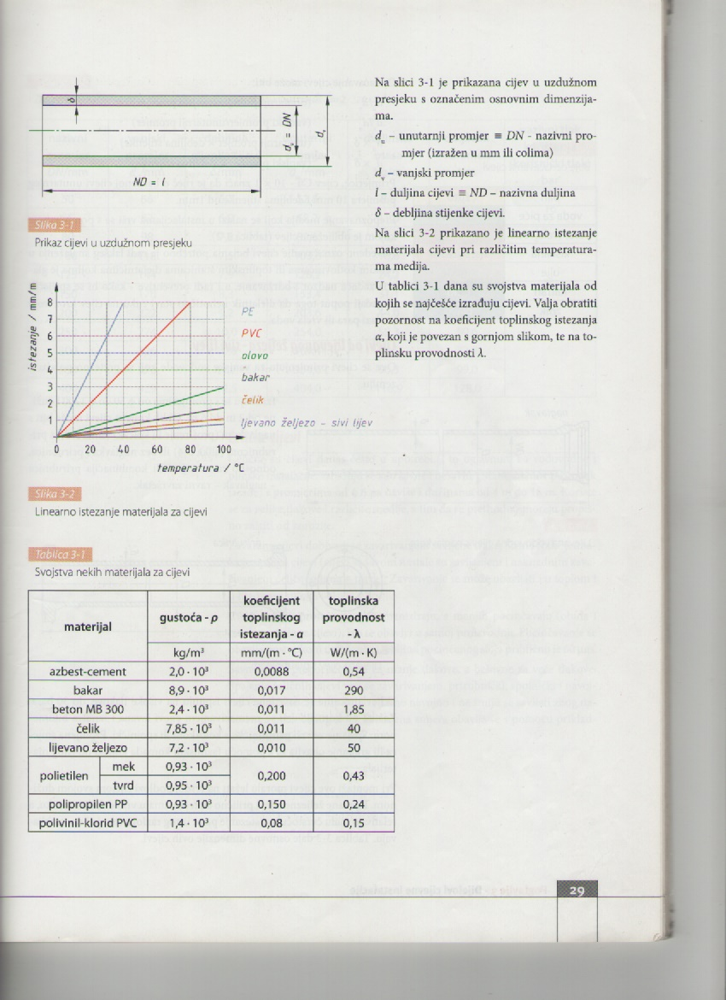 δ
d_u = DN
d_v
ND = l
Slika 3-1
Prikaz cijevi u uzdužnom presjeku
istezanje / mm/m
8
7
6
5
4
3
2
1
0 20 40 60 80 100
temperatura / °C
PE
PVC
olovo
bakar
čelik
ljevano željezo - sivi lijev
Slika 3-2
Linearno istezanje materijala za cijevi
Na slici 3-1 je prikazana cijev u uzdužnom
presjeku s označenim osnovnim dimenzija-
ma.
d_u – unutarnji promjer ≡ DN - nazivni pro-
mjer (izražen u mm ili colima)
d_v – vanjski promjer
l – duljina cijevi ≡ ND – nazivna duljina
δ – debljina stijenke cijevi.
Na slici 3-2 prikazano je linearno istezanje
materijala cijevi pri različitim temperatura-
ma medija.
U tablici 3-1 dana su svojstva materijala od
kojih se najčešće izrađuju cijevi. Valja obratiti
pozornost na koeficijent toplinskog istezanja
α, koji je povezan s gornjom slikom, te na to-
plinsku provodnosti λ.
Tablica 3-1
Svojstva nekih materijala za cijevi
materijal gustoća - ρ koeficijent toplinskog istezanja - α toplinska provodnost - λ
kg/m³ mm/(m · °C) W/(m · K)
azbest-cement 2,0 · 10³ 0,0088 0,54
bakar 8,9 · 10³ 0,017 290
beton MB 300 2,4 · 10³ 0,011 1,85
čelik 7,85 · 10³ 0,011 40
lijevano željezo 7,2 · 10³ 0,010 50
polietilen mek 0,93 · 10³ 0,200 0,43
tvrd 0,95 · 10³
polipropilen PP 0,93 · 10³ 0,150 0,24
polivinil-klorid PVC 1,4 · 10³ 0,08 0,15
29